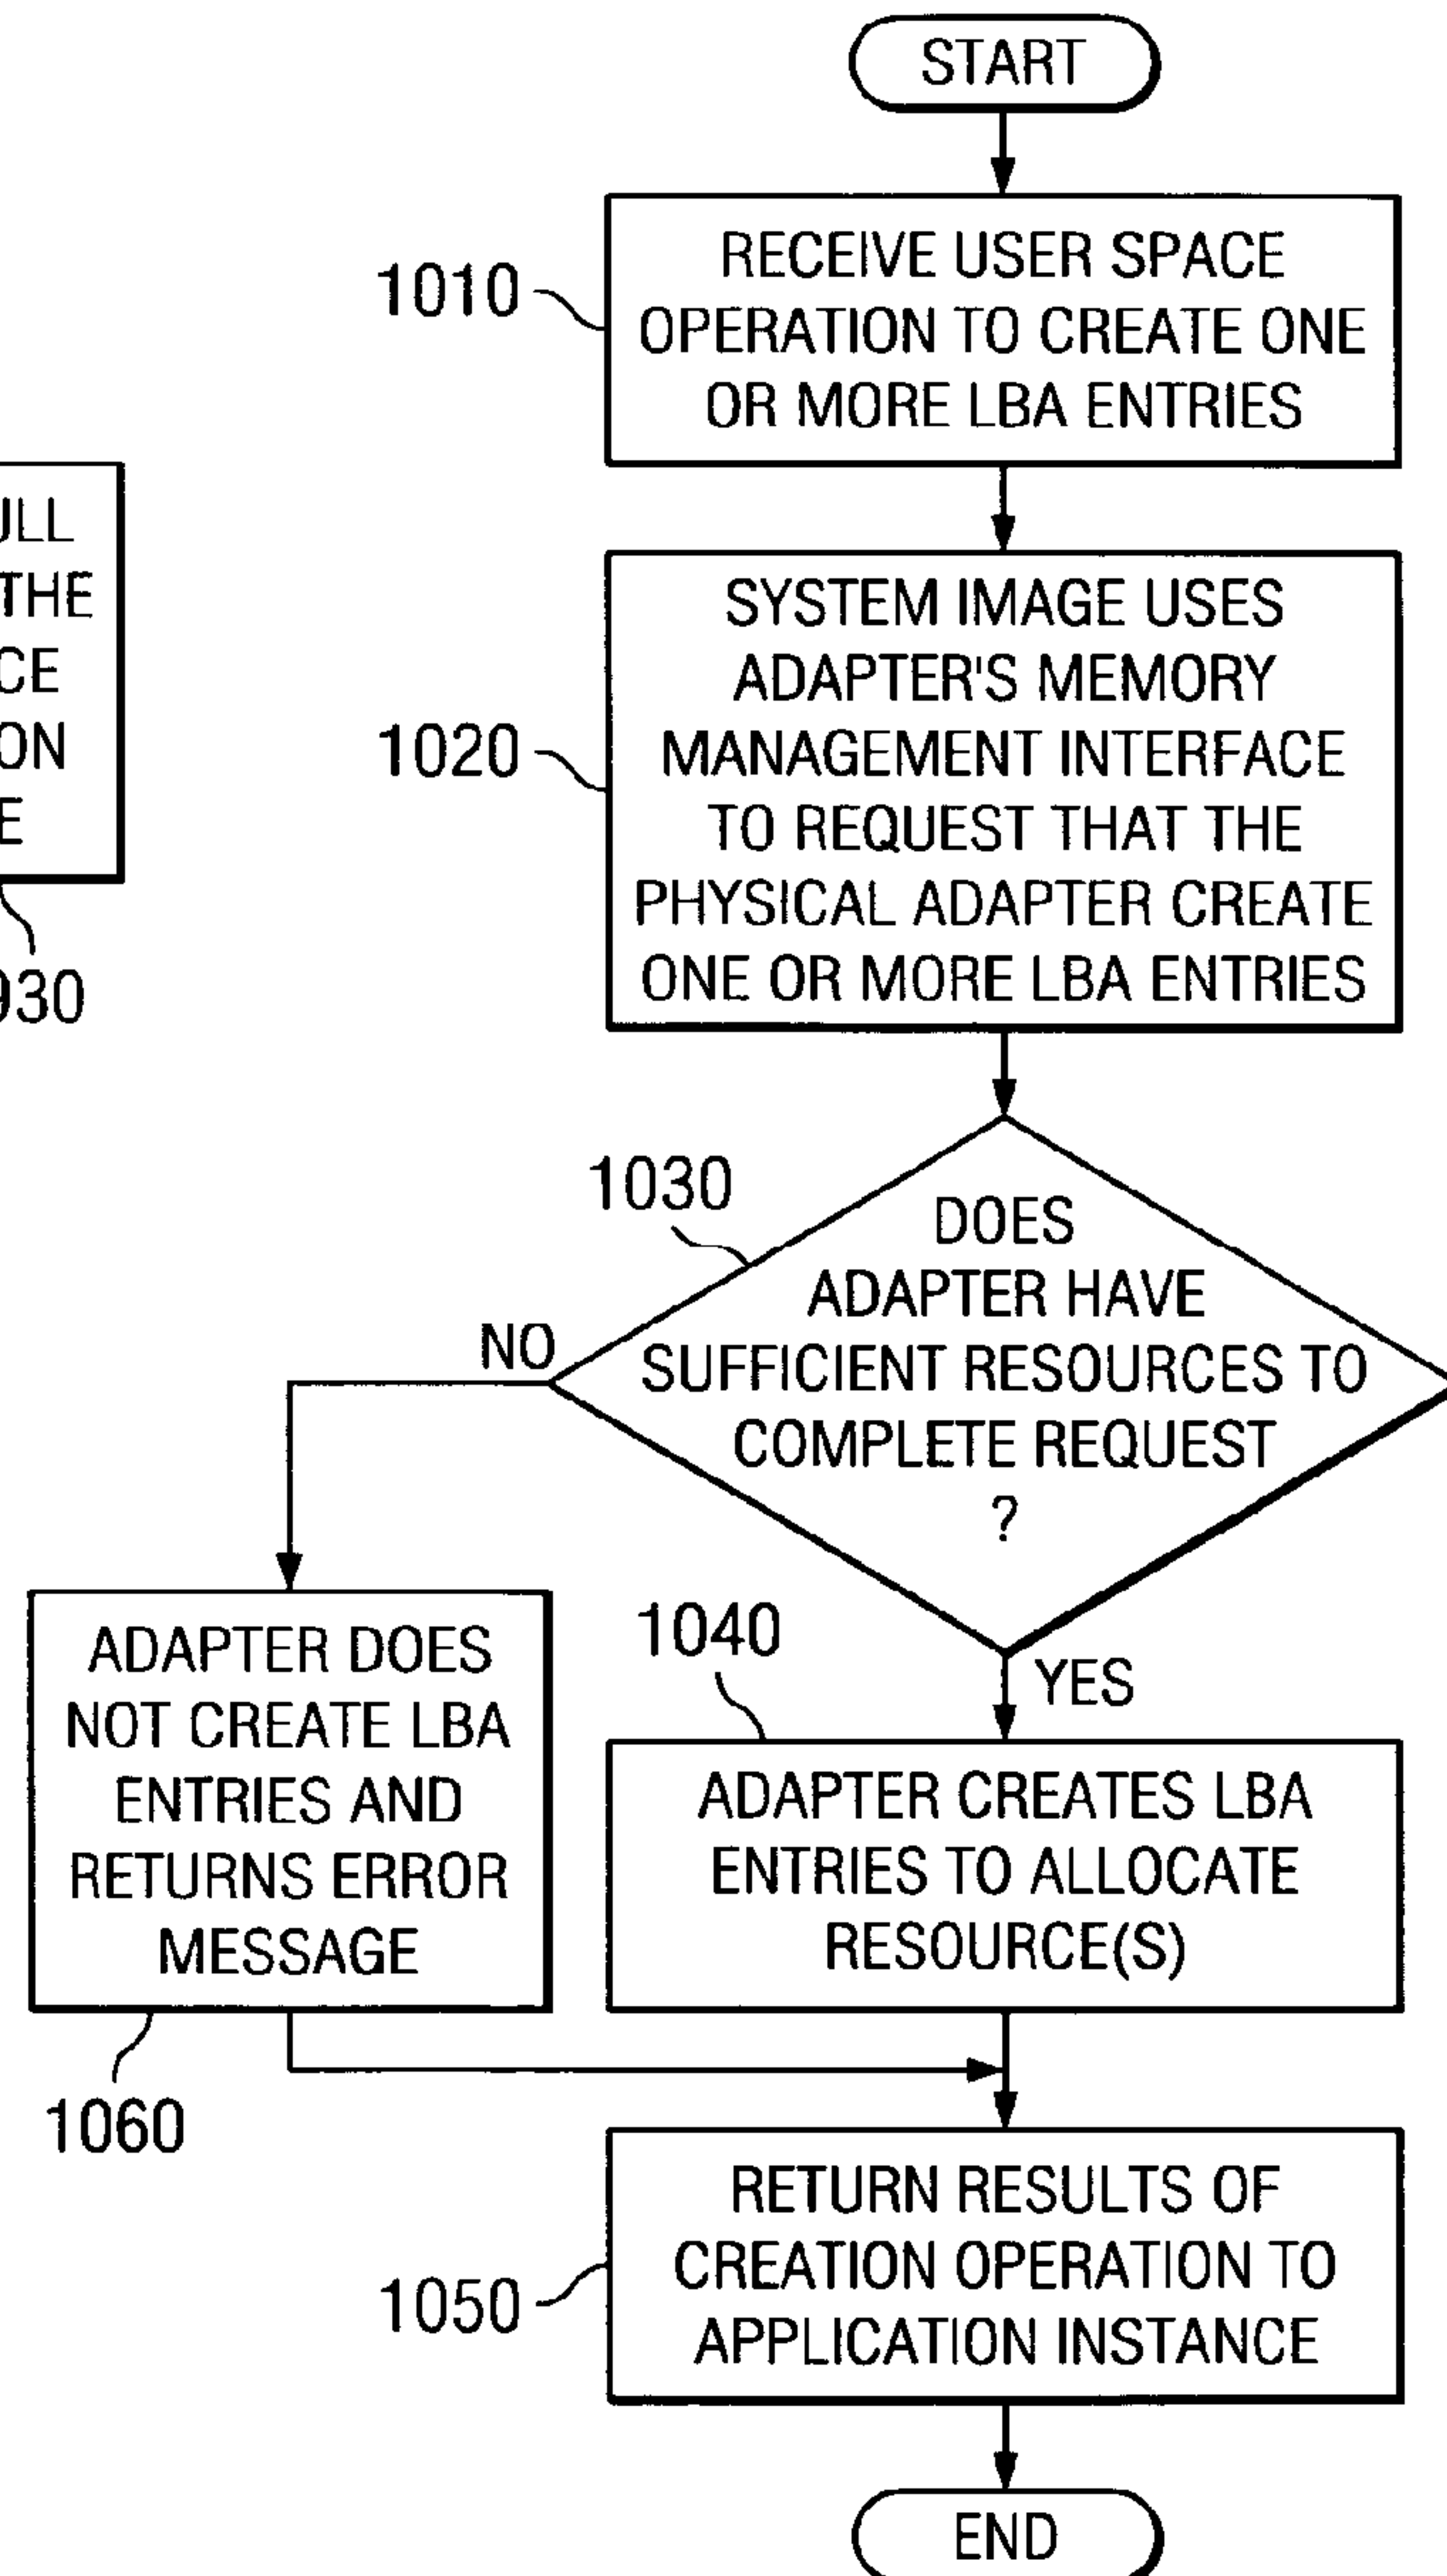 START
1010
RECEIVE USER SPACE
OPERATION TO CREATE ONE
OR MORE LBA ENTRIES
THE
1020
SYSTEM IMAGE USES
ADAPTER'S MEMORY
MANAGEMENT INTERFACE
TO REQUEST THAT THE
PHYSICAL ADAPTER CREATE
ONE OR MORE LBA ENTRIES
1030
DOES
ADAPTER HAVE
SUFFICIENT RESOURCES TO
COMPLETE REQUEST
?
NO
YES
ADAPTER DOES
NOT CREATE LBA
ENTRIES AND
RETURNS ERROR
MESSAGE
1060
1040
ADAPTER CREATES LBA
ENTRIES TO ALLOCATE
RESOURCE(S)
1050
RETURN RESULTS OF
CREATION OPERATION TO
APPLICATION INSTANCE
END